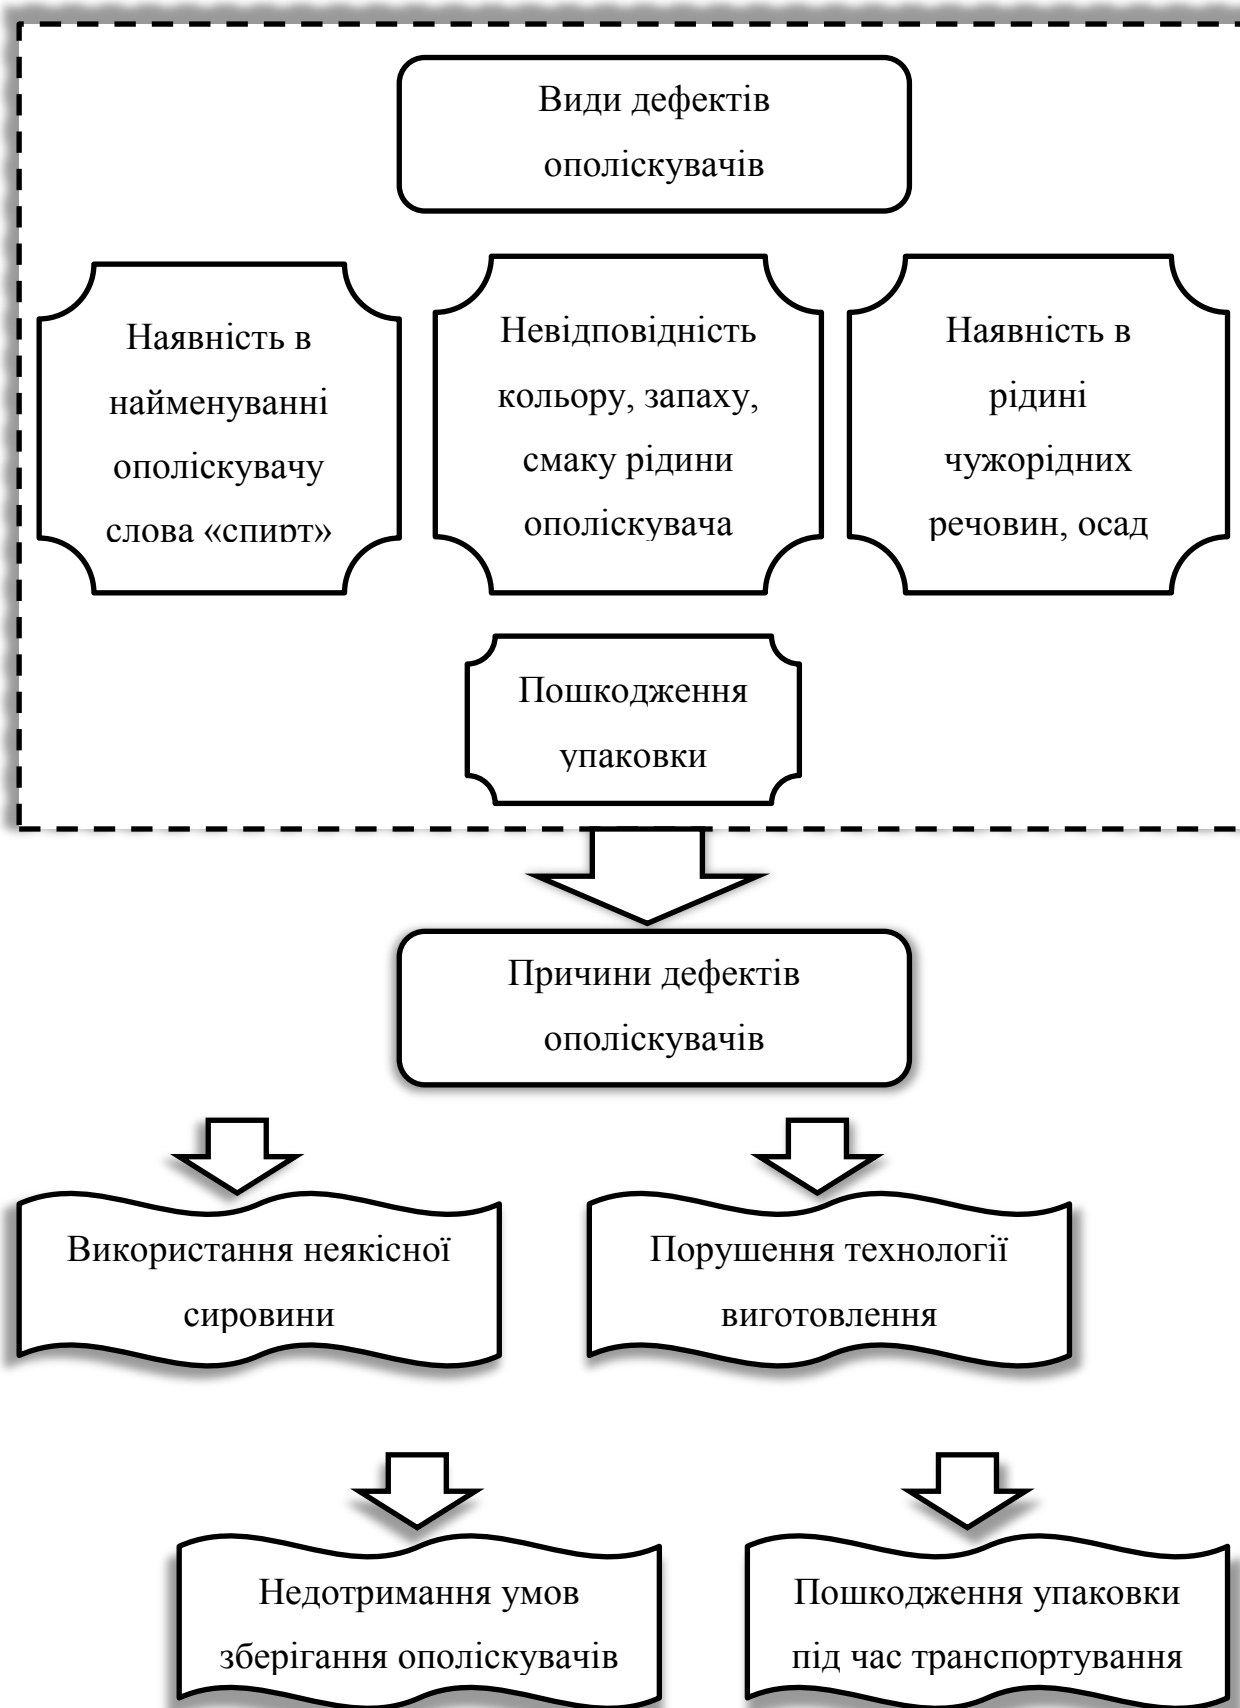 Види дефектів
ополіскувачів
Наявність в
найменуванні
ополіскувачу
слова «спирт»
Невідповідність
кольору, запаху,
смаку рідини
ополіскувача
Наявність в
рідині
чужорідних
речовин, осад
Пошкодження
упаковки
Причини дефектів
ополіскувачів
Використання неякісної
сировини
Порушення технології
виготовлення
Недотримання умов
зберігання ополіскувачів
Пошкодження упаковки
під час транспортування